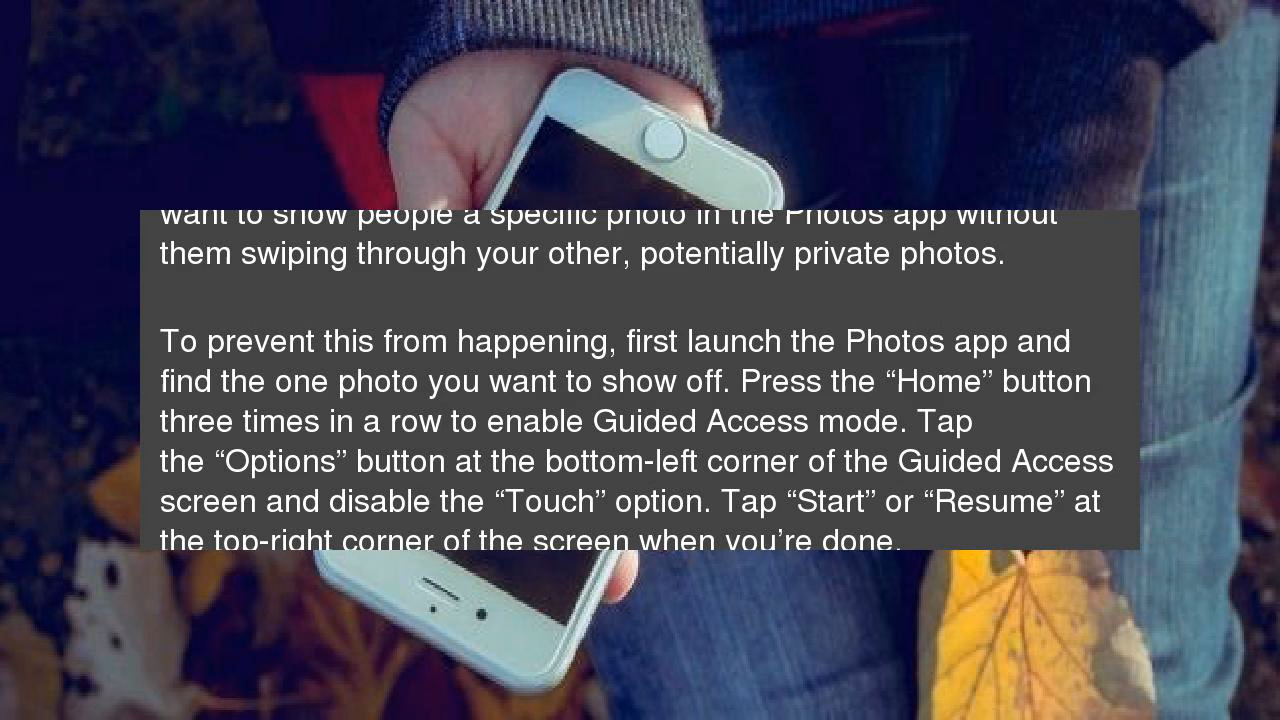 want to show people a specific photo in the Photos app without
them swiping through your other, potentially private photos.
To prevent this from happening, first launch the Photos app and
find the one photo you want to show off. Press the “Home” button
three times in a row to enable Guided Access mode. Tap
the “Options” button at the bottom-left corner of the Guided Access
screen and disable the “Touch” option. Tap “Start” or “Resume” at
the top-right corner of the screen when you’re done.